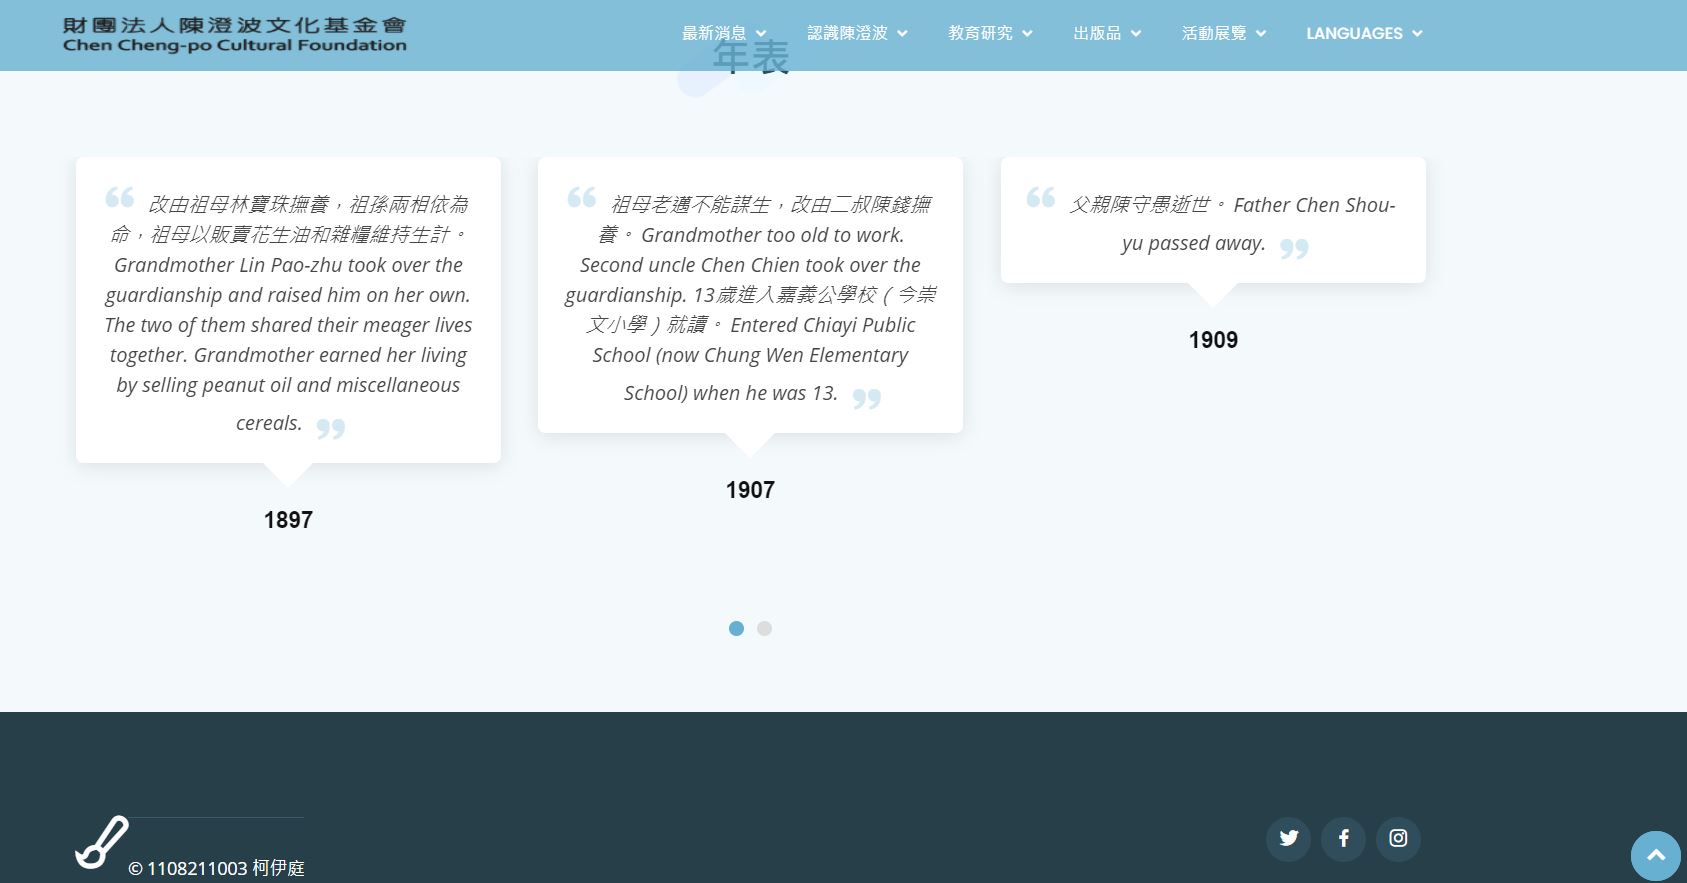 財團法人陳澄波文化基金會
Chen Cheng-po Cultural Foundation
最新消息
認識陳澄波
教育研究
出版品
活動展覽
LANGUAGES
年表
改由祖母林寶珠撫養，祖孫兩相依為
命，祖母以販賣花生油和雜糧維持生計。
Grandmother Lin Pao-zhu took over the
guardianship and raised him on her own.
The two of them shared their meager lives
together. Grandmother earned her living
by selling peanut oil and miscellaneous
cereals.
1897
祖母老邁不能謀生，改由二叔陳錢撫
養。 Grandmother too old to work.
Second uncle Chen Chien took over the
guardianship. 13歲進入嘉義公學校（今崇
文小學）就讀。 Entered Chiayi Public
School (now Chung Wen Elementary
School) when he was 13.
1907
父親陳守愚逝世。 Father Chen Shou-
yu passed away.
1909
© 1108211003 柯伊庭